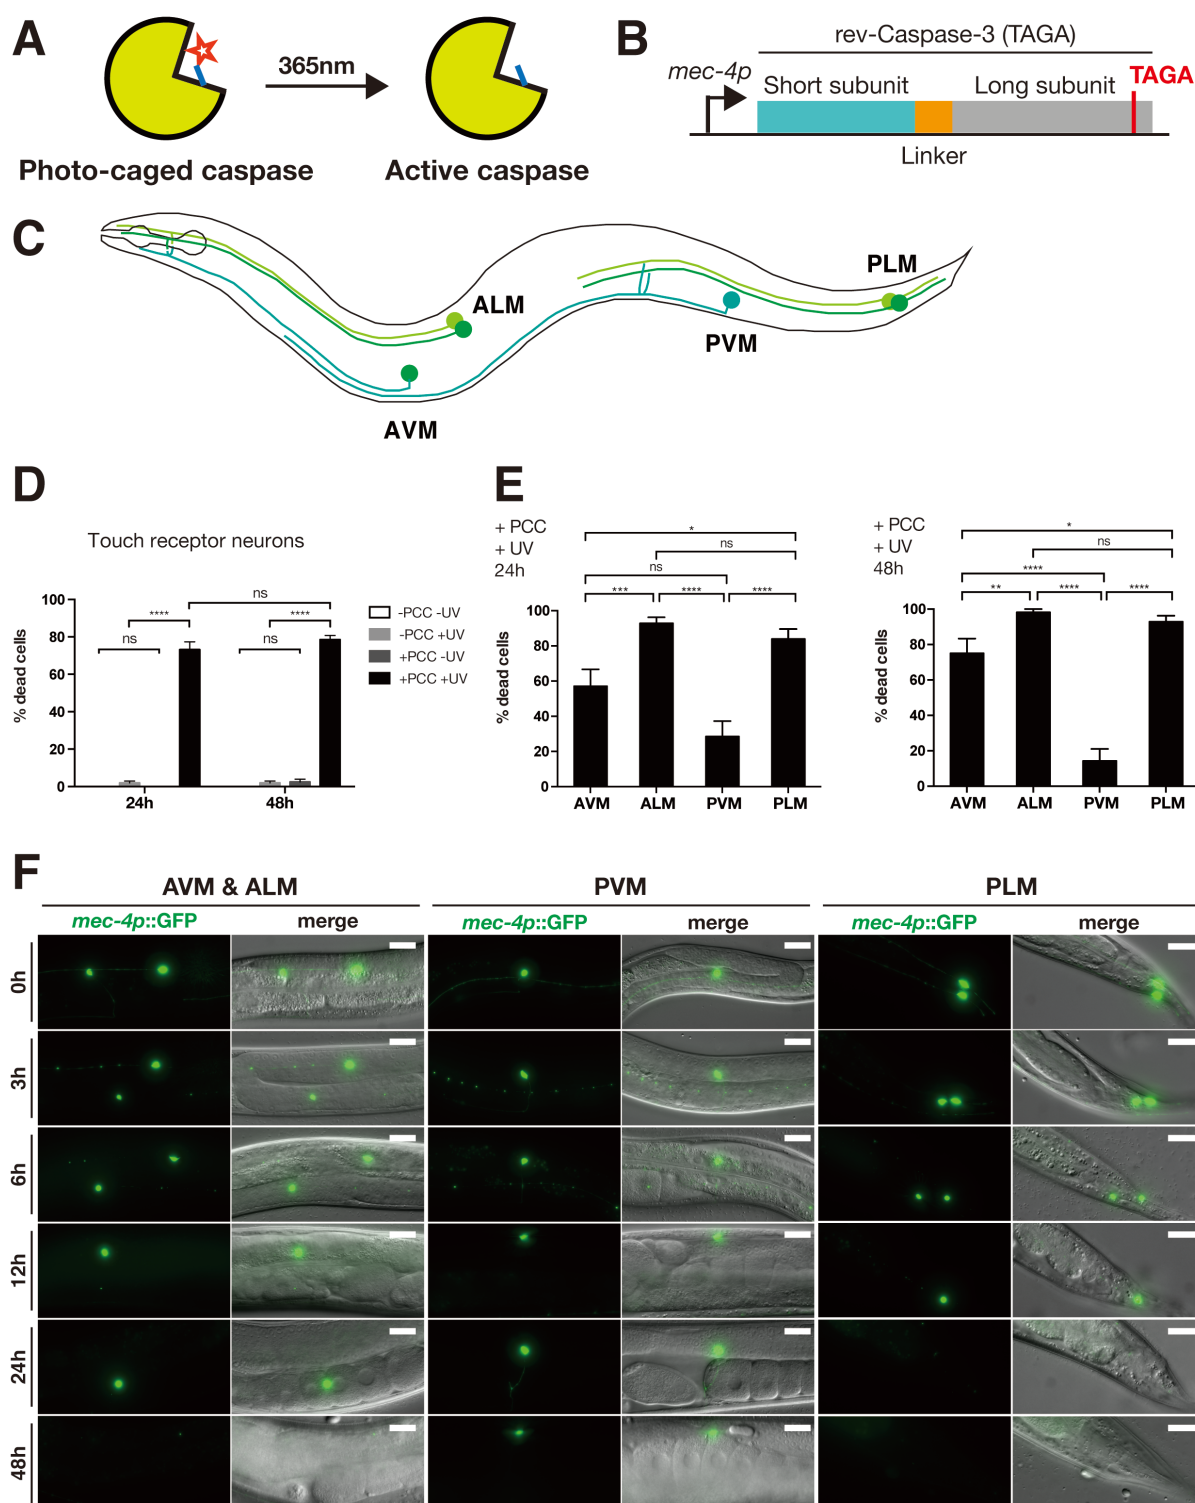 A
365nm
Photo-caged caspase
Active caspase
B
rev-Caspase-3 (TAGA)
mec-4p
TAGA
Short subunit
Long subunit
Linker
C
ALM
AVM
PVM
PLM
D
Touch receptor neurons
ns
****
****
ns
ns
% dead cells
100
80
60
40
20
0
24h
48h
-PCC -UV
-PCC +UV
+PCC -UV
+PCC +UV
E
+ PCC
+ UV
24h
*
ns
ns
***
****
****
% dead cells
100
80
60
40
20
0
AVM
ALM
PVM
PLM
+ PCC
+ UV
48h
*
ns
****
**
****
****
% dead cells
100
80
60
40
20
0
AVM
ALM
PVM
PLM
F
AVM & ALM
PVM
PLM
mec-4p::GFP
merge
mec-4p::GFP
merge
mec-4p::GFP
merge
0h
3h
6h
12h
24h
48h